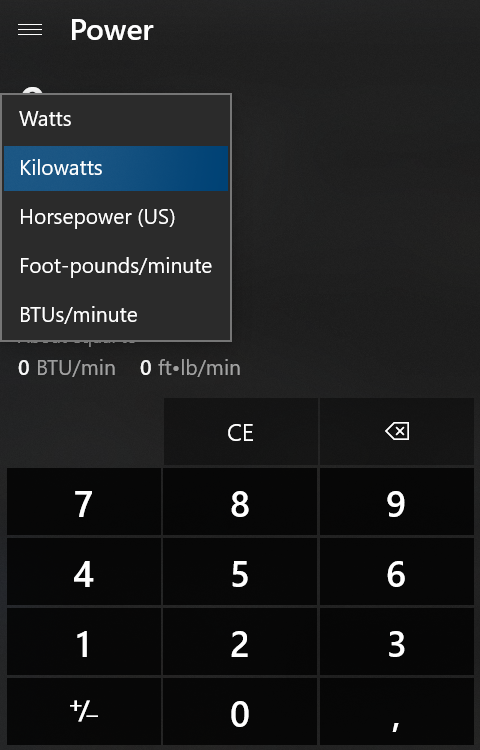 Power
Watts
Kilowatts
Horsepower (US)
Foot-pounds/minute
BTUs/minute
0 BTU/min 0 ft•lb/min
CE
7 8 9
4 5 6
1 2 3
+/− 0 ,